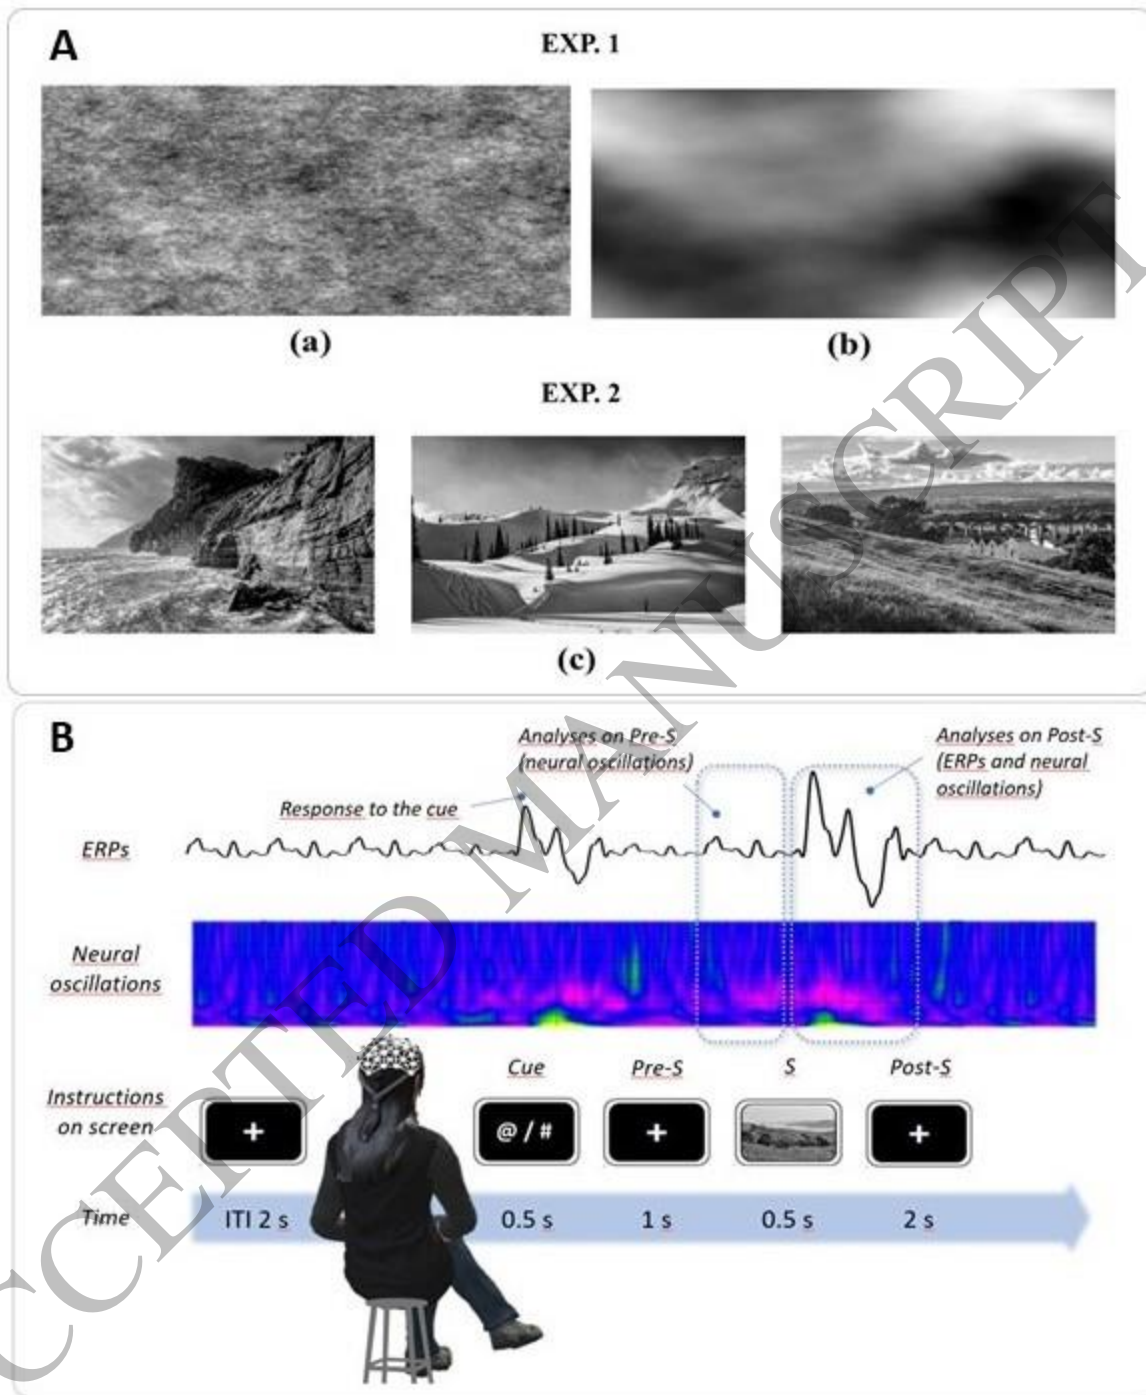 A
EXP. 1
(a)
(b)
EXP. 2
(c)
B
Analyses on Pre-S
(neural oscillations)
Analyses on Post-S
(ERPs and neural
oscillations)
Response to the cue
ERPs
Neural
oscillations
Cue
Pre-S
S
Post-S
Instructions
on screen
+
@ / #
+
+
Time
ITI 2 s
0.5 s
1 s
0.5 s
2 s
CCEPTED MANUSCRIPT